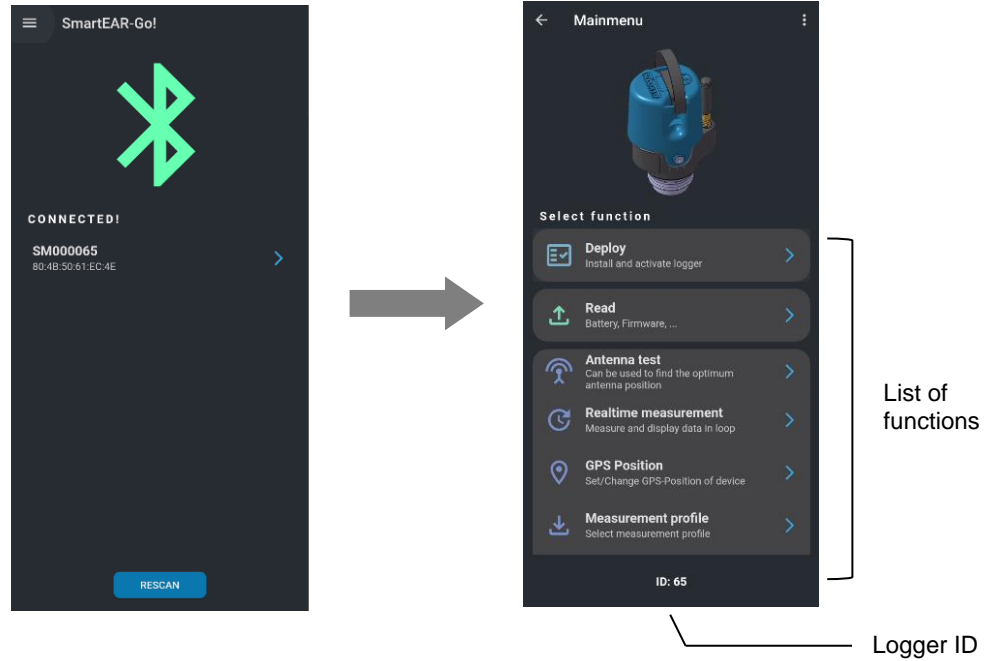 SmartEAR-Go!
CONNECTED!
SM000065
80:4B:50:61:EC:4E
RESCAN
Mainmenu
Select function
Deploy
Install and activate logger
Read
Battery, Firmware, ...
Antenna test
Can be used to find the optimum
antenna position
Realtime measurement
Measure and display data in loop
GPS Position
Set/Change GPS-Position of device
Measurement profile
Select measurement profile
ID: 65
List of
functions
Logger ID